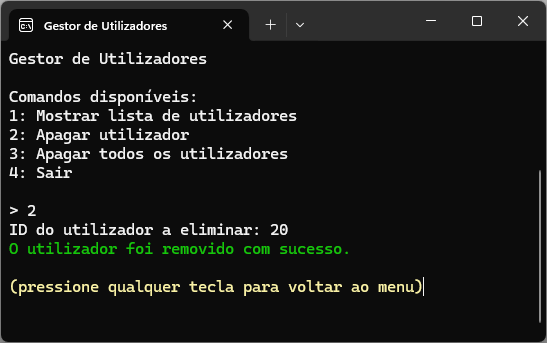 Gestor de Utilizadores
Gestor de Utilizadores
Comandos disponíveis:
1: Mostrar lista de utilizadores
2: Apagar utilizador
3: Apagar todos os utilizadores
4: Sair
> 2
ID do utilizador a eliminar: 20
O utilizador foi removido com sucesso.
(pressione qualquer tecla para voltar ao menu)